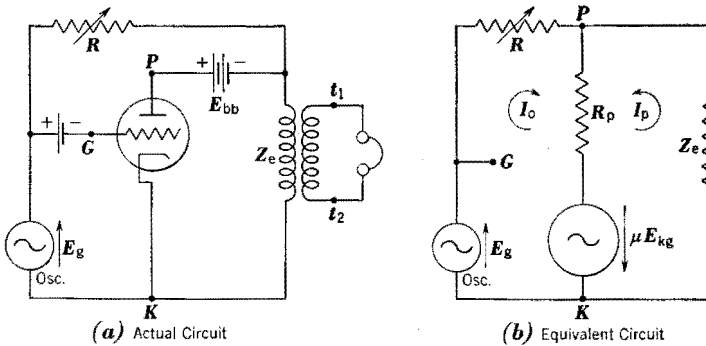 R
P
+ −
E_bb
t_1
+ −
G
Z_e
t_2
E_g
Osc.
K
(a) Actual Circuit
P
R
I_o
R_p
I_p
Z_e
G
E_g
μE_kg
Osc.
K
(b) Equivalent Circuit